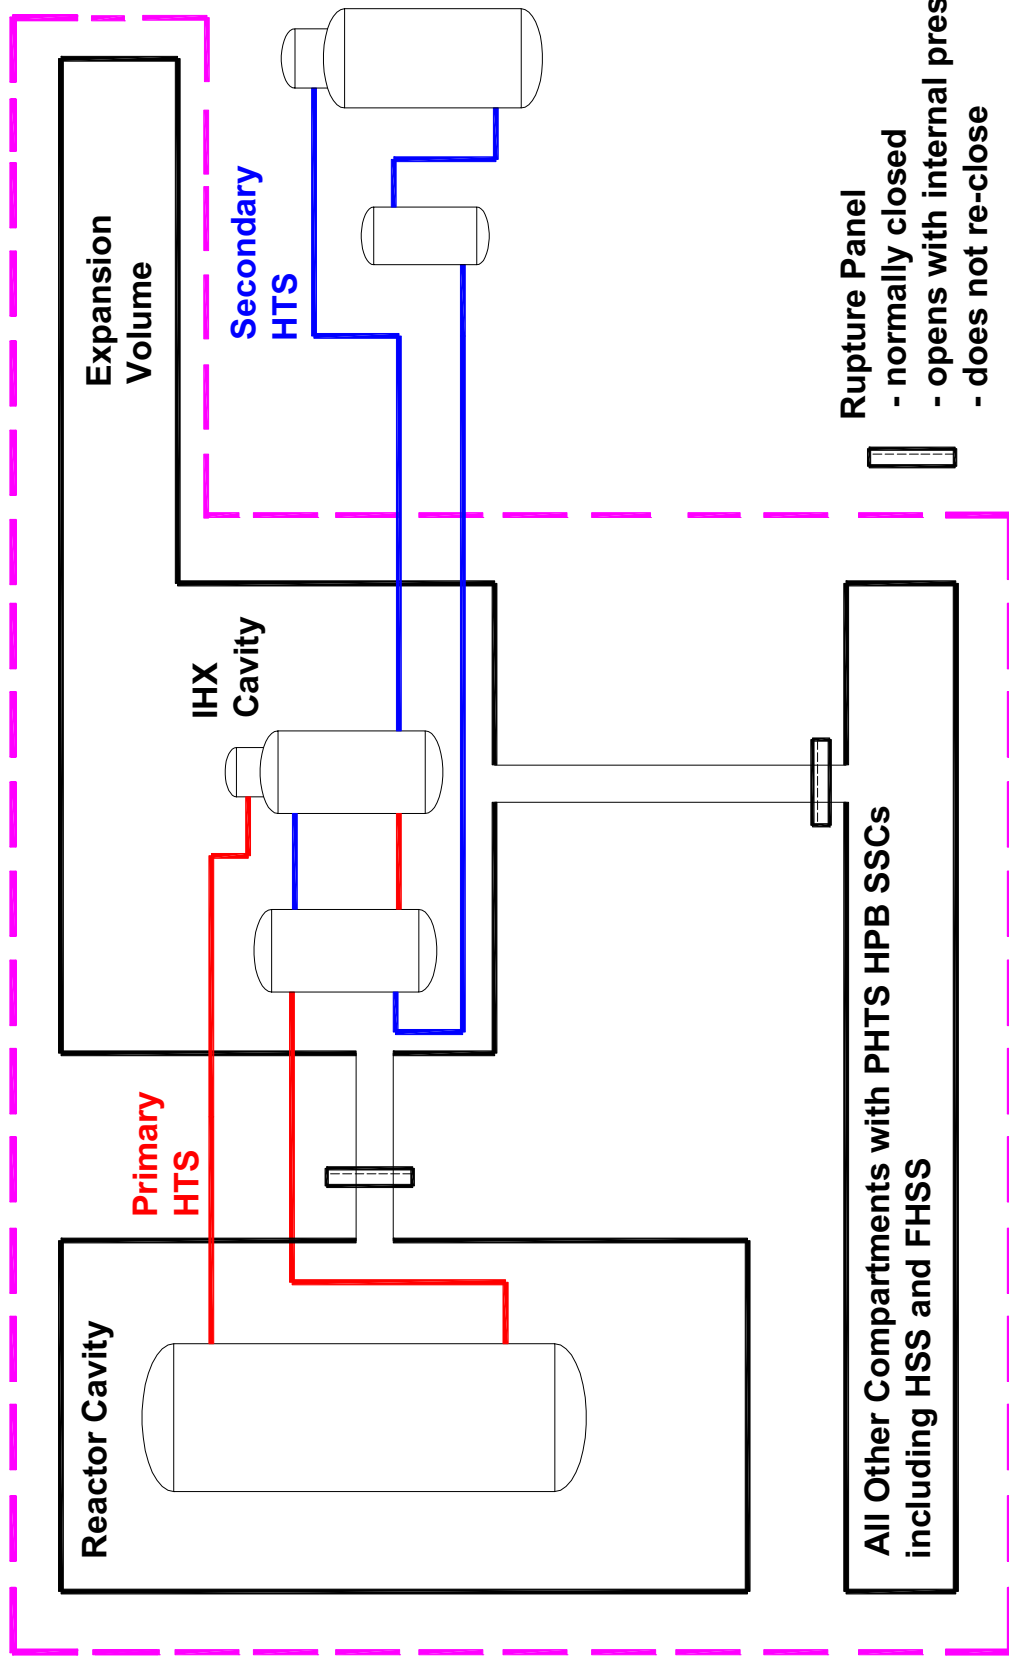 Reactor Cavity
Primary
HTS
IHX
Cavity
Expansion
Volume
Secondary
HTS
All Other Compartments with PHTS HPB SSCs
including HSS and FHSS
Rupture Panel
- normally closed
- opens with internal pres
- does not re-close